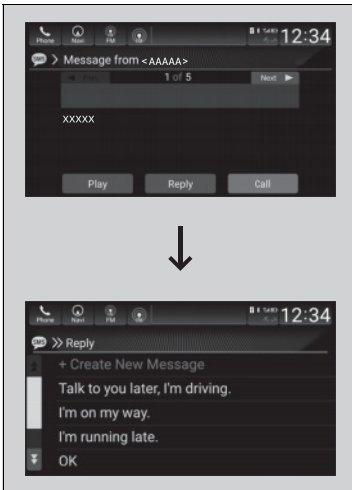 Phone Navi FM 12:34
Message from <AAAAA>
Prev 1 of 5 Next
XXXXX
Play Reply Call
Phone Navi FM 12:34
Reply
+ Create New Message
Talk to you later, I'm driving.
I'm on my way.
I'm running late.
OK